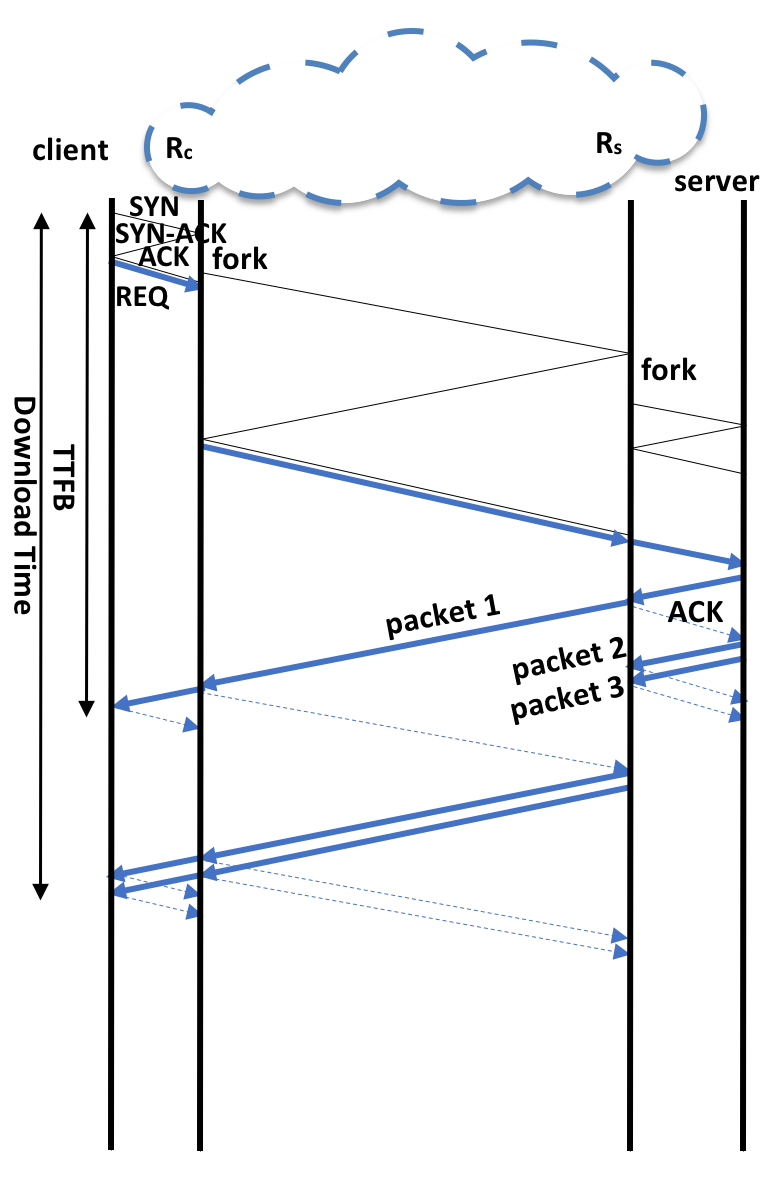 client
Rc
Rs
server
SYN
SYN-ACK
ACK
fork
REQ
fork
Download Time
TTFB
packet 1
ACK
packet 2
packet 3